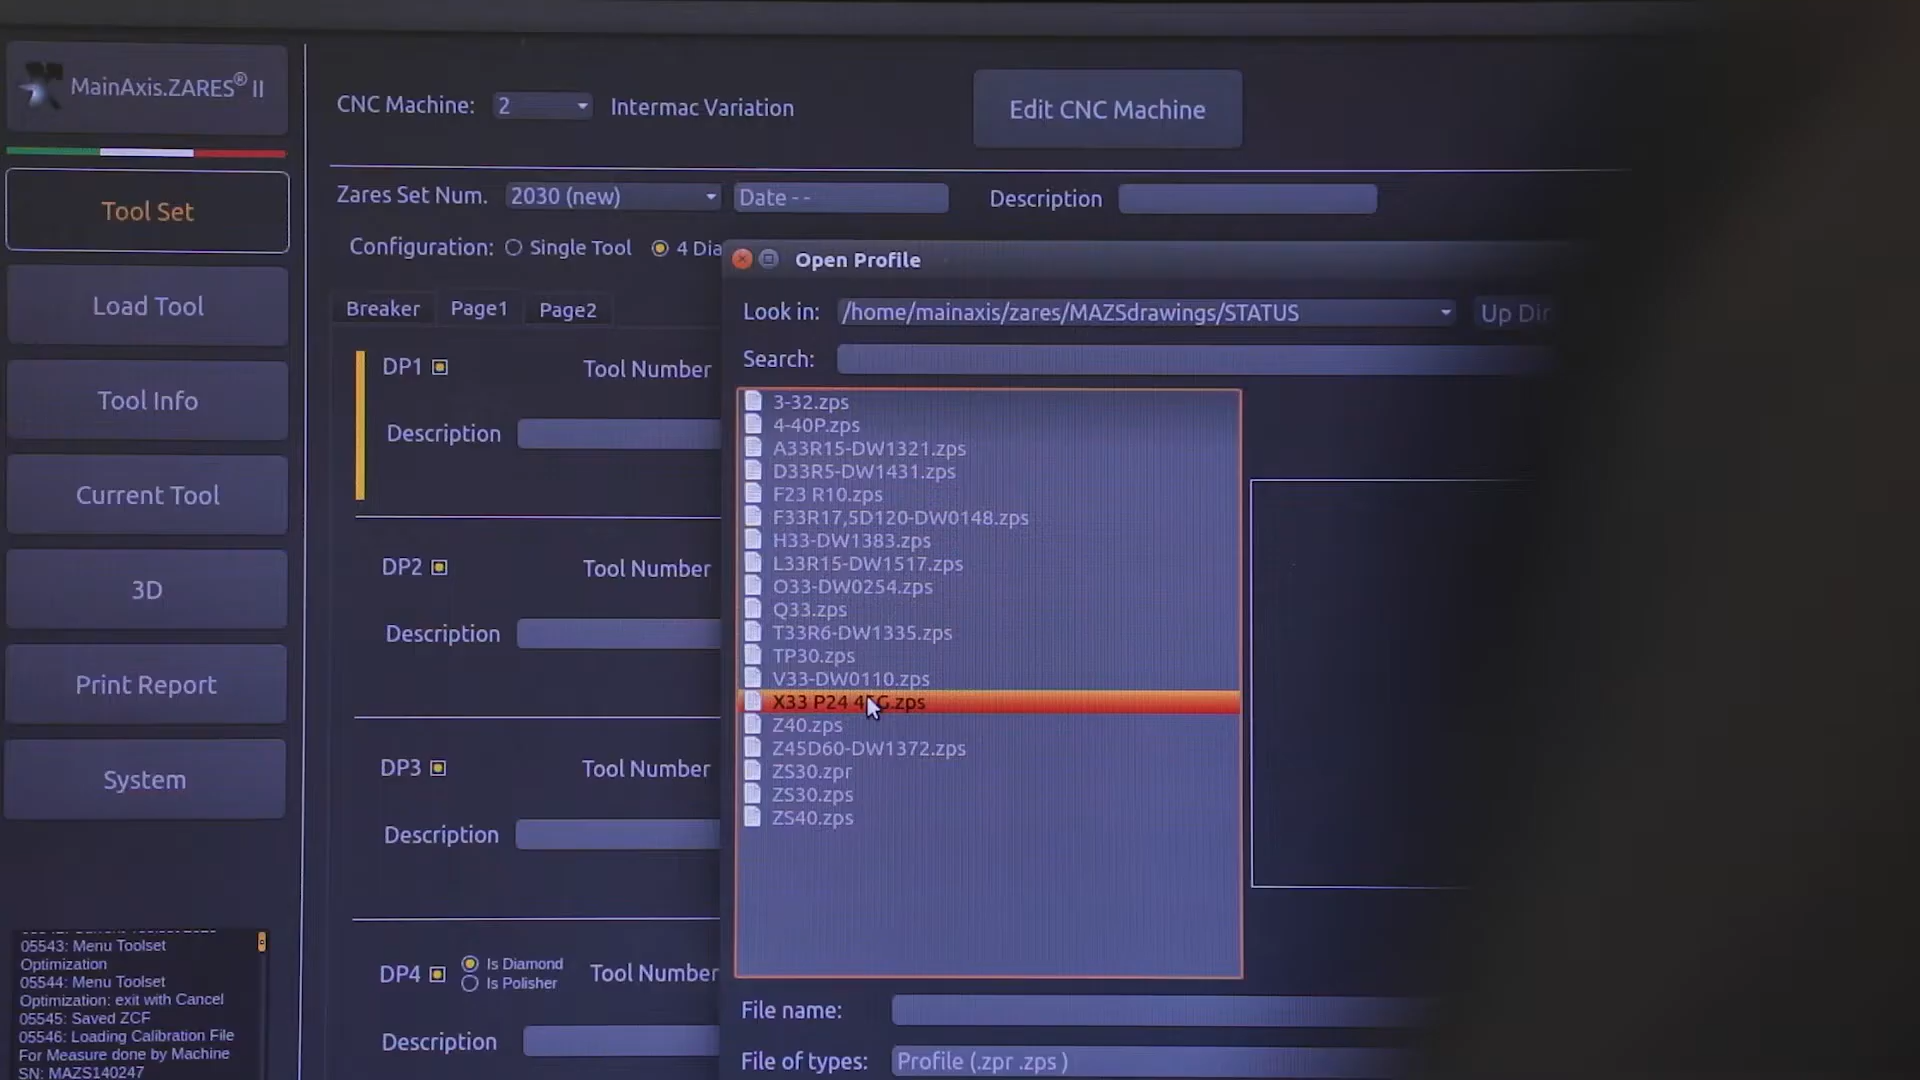 MainAxis.ZARES® II
CNC Machine: 2 Intermac Variation
Edit CNC Machine
Tool Set
Load Tool
Tool Info
Current Tool
3D
Print Report
System
Zares Set Num. 2030 (new) Date -- Description
Configuration: Single Tool 4 Dia
Breaker Page1 Page2
DP1 Tool Number
Description
DP2 Tool Number
Description
DP3 Tool Number
Description
DP4 Is Diamond Tool Number
Is Polisher
Description
Open Profile
Look in: /home/mainaxis/zares/MAZSdrawings/STATUS Up Dir
Search:
3-32.zps
4-40P.zps
A33R15-DW1321.zps
D33R5-DW1431.zps
F23 R10.zps
F33R17,5D120-DW0148.zps
H33-DW1383.zps
L33R15-DW1517.zps
O33-DW0254.zps
Q33.zps
T33R6-DW1335.zps
TP30.zps
V33-DW0110.zps
X33 P24
Z40.zps
Z45D60-DW1372.zps
ZS30.zpr
ZS30.zps
ZS40.zps
File name:
File of types: Profile (.zpr .zps )
05543: Menu Toolset
Optimization
05544: Menu Toolset
Optimization: exit with Cancel
05545: Saved ZCF
05546: Loading Calibration File
For Measure done by Machine
SN: MAZS140247